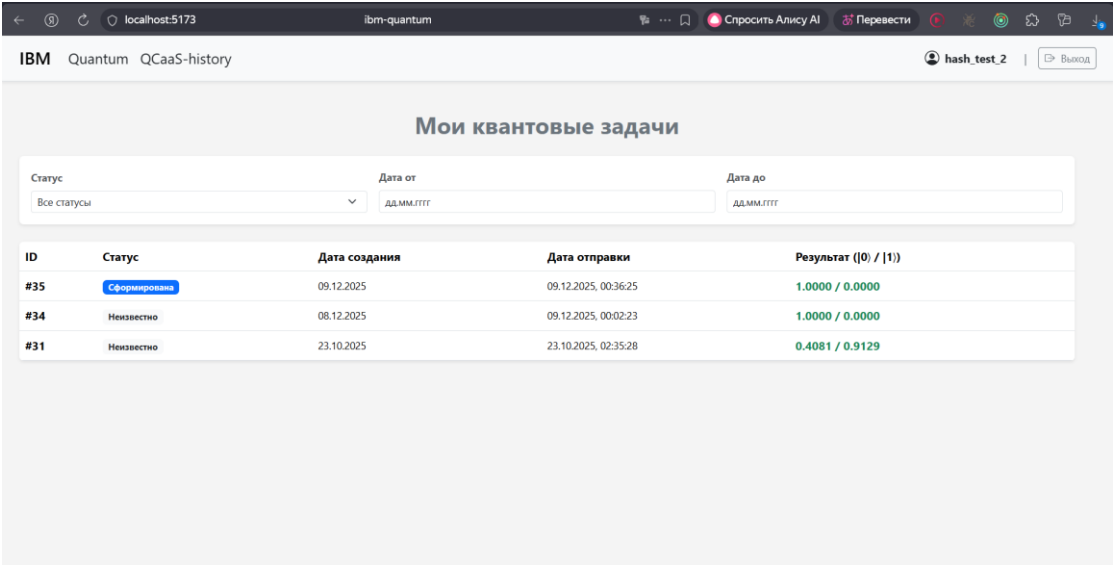 localhost:5173 ibm-quantum Спросить Алису AI Перевести
IBM Quantum QCaaS-history hash_test_2 | Выход
Мои квантовые задачи
Статус Дата от Дата до
Все статусы дд.мм.гггг дд.мм.гггг
ID Статус Дата создания Дата отправки Результат (|0⟩ / |1⟩)
#35 Сформирована 09.12.2025 09.12.2025, 00:36:25 1.0000 / 0.0000
#34 Неизвестно 08.12.2025 09.12.2025, 00:02:23 1.0000 / 0.0000
#31 Неизвестно 23.10.2025 23.10.2025, 02:35:28 0.4081 / 0.9129